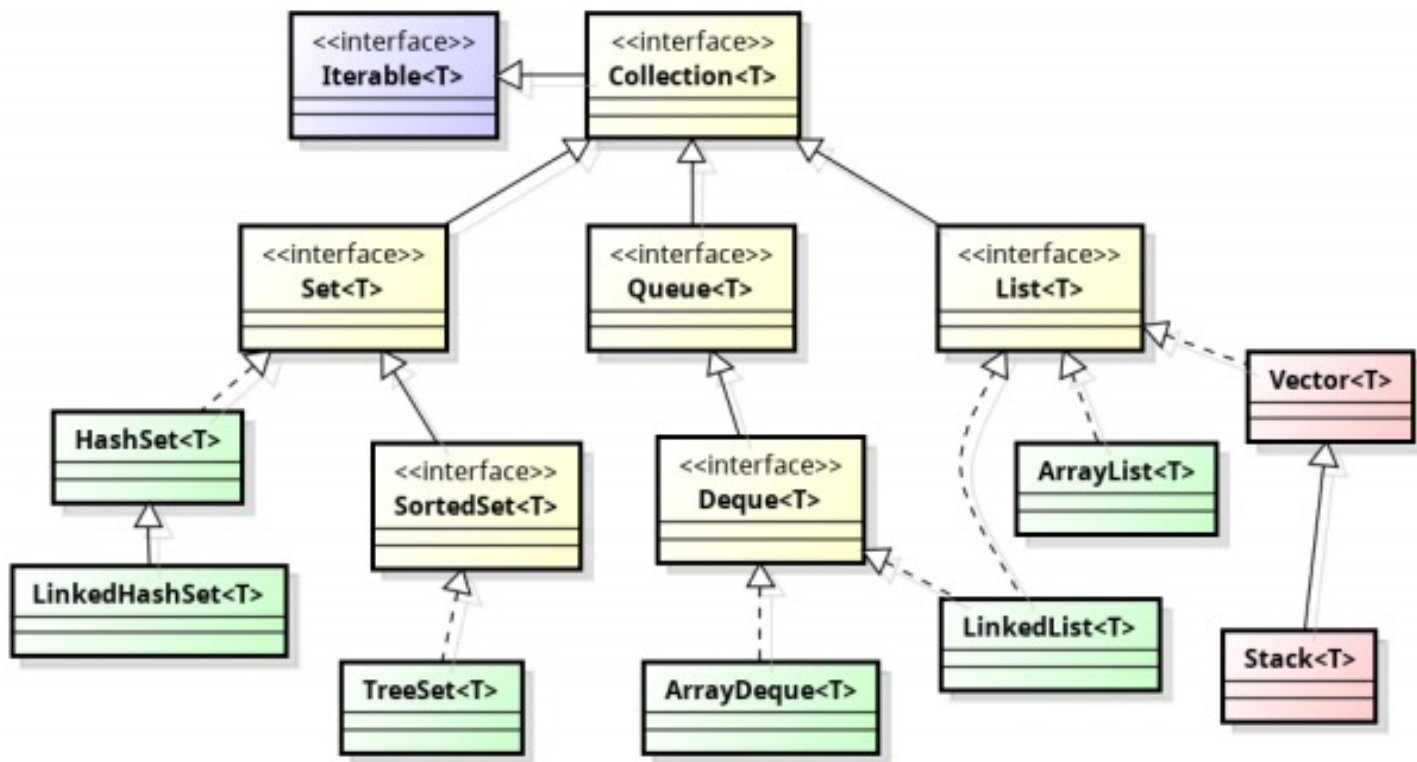 <<interface>>
Iterable<T>
<<interface>>
Collection<T>
<<interface>>
Set<T>
<<interface>>
Queue<T>
<<interface>>
List<T>
Vector<T>
HashSet<T>
<<interface>>
SortedSet<T>
<<interface>>
Deque<T>
ArrayList<T>
LinkedHashSet<T>
LinkedList<T>
Stack<T>
TreeSet<T>
ArrayDeque<T>